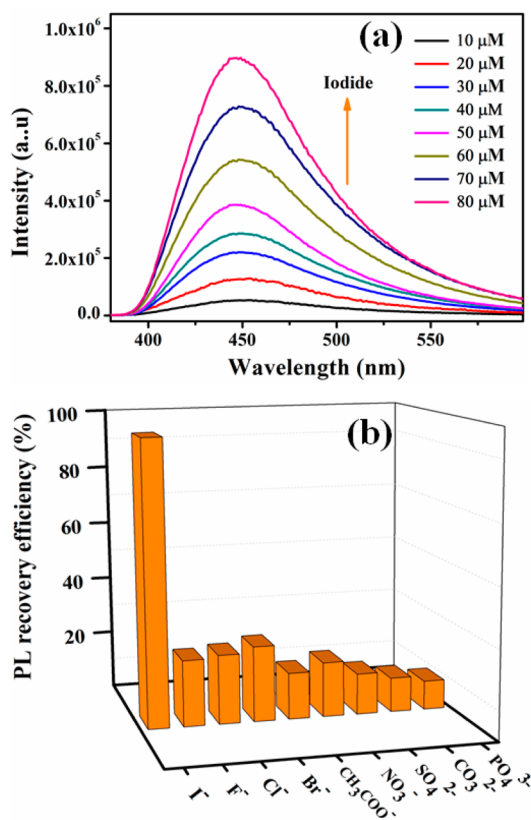 (a)
1.0x10⁶
8.0x10⁵
6.0x10⁵
4.0x10⁵
2.0x10⁵
0.0
Intensity (a..u)
Iodide
10 µM
20 µM
30 µM
40 µM
50 µM
60 µM
70 µM
80 µM
400
450
500
550
Wavelength (nm)
(b)
100
80
60
40
20
PL recovery efficiency (%)
I⁻
F⁻
Cl⁻
Br⁻
CH₃COO⁻
NO₃⁻
SO₄²⁻
CO₃²⁻
PO₄³⁻